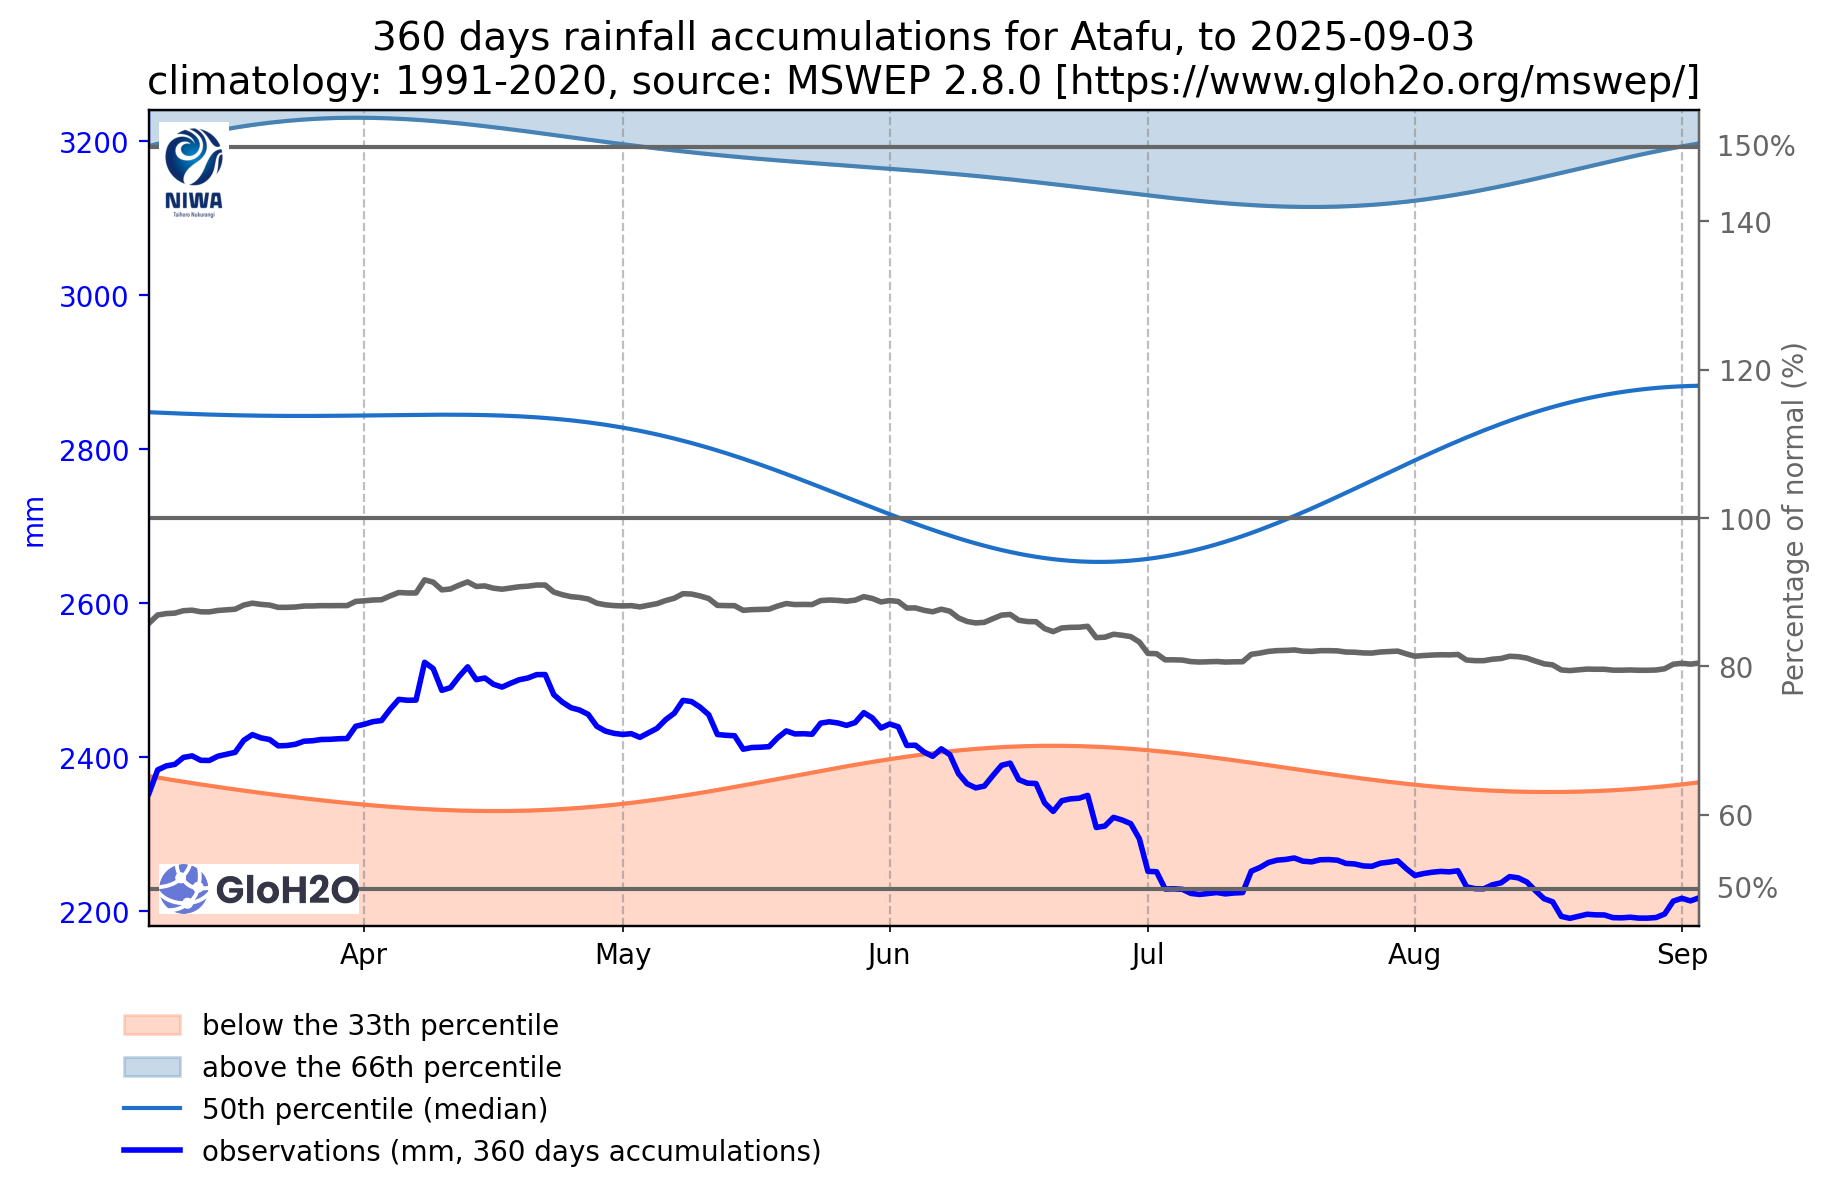 360 days rainfall accumulations for Atafu, to 2025-09-03
climatology: 1991-2020, source: MSWEP 2.8.0 [https://www.gloh2o.org/mswep/]
3200
3000
2800
2600
2400
2200
mm
NIWA
Taihoro Nukurangi
GloH2O
150%
140
120
100
80
60
50%
Percentage of normal (%)
Apr
May
Jun
Jul
Aug
Sep
below the 33th percentile
above the 66th percentile
50th percentile (median)
observations (mm, 360 days accumulations)